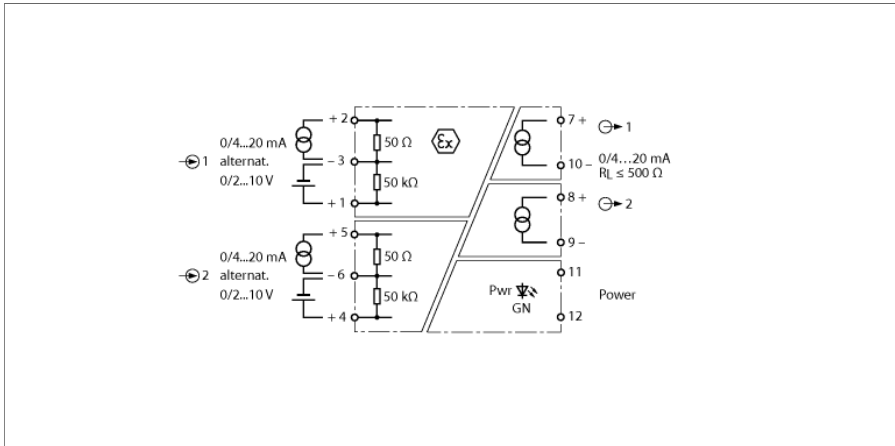 + 2
0/4...20 mA
50 Ω
1 alternat.
– 3
0/2...10 V
50 kΩ
+ 1
εx
7 +
1
10 – 0/4...20 mA
RL ≤ 500 Ω
8 +
2
9 –
+ 5
0/4...20 mA
50 Ω
2 alternat.
– 6
0/2...10 V
50 kΩ
+ 4
11
Pwr
GN
Power
12